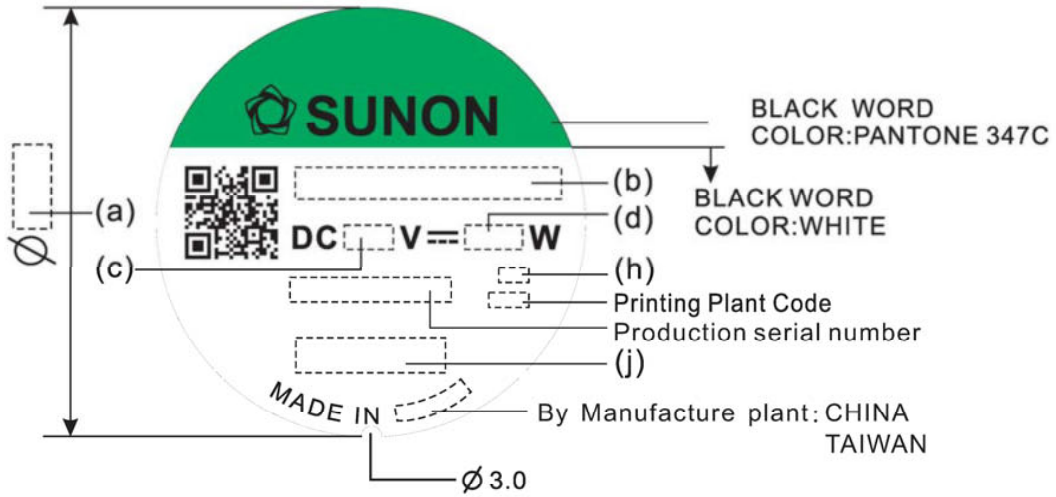 SUNON
BLACK WORD
COLOR:PANTONE 347C
(b)
BLACK WORD
COLOR:WHITE
(a)
Ø
DC V W
(d)
(c)
(h)
Printing Plant Code
Production serial number
(j)
MADE IN
By Manufacture plant: CHINA
TAIWAN
Ø 3.0